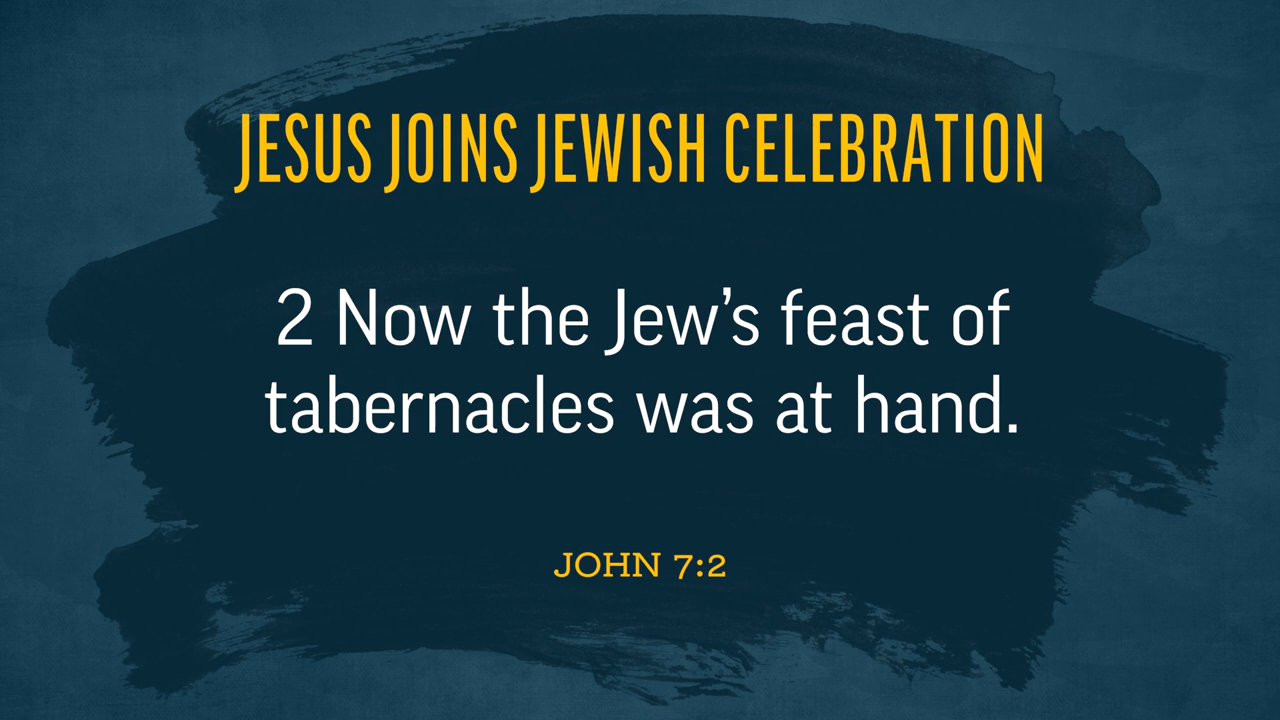 JESUS JOINS JEWISH CELEBRATION
2 Now the Jew’s feast of
tabernacles was at hand.
JOHN 7:2